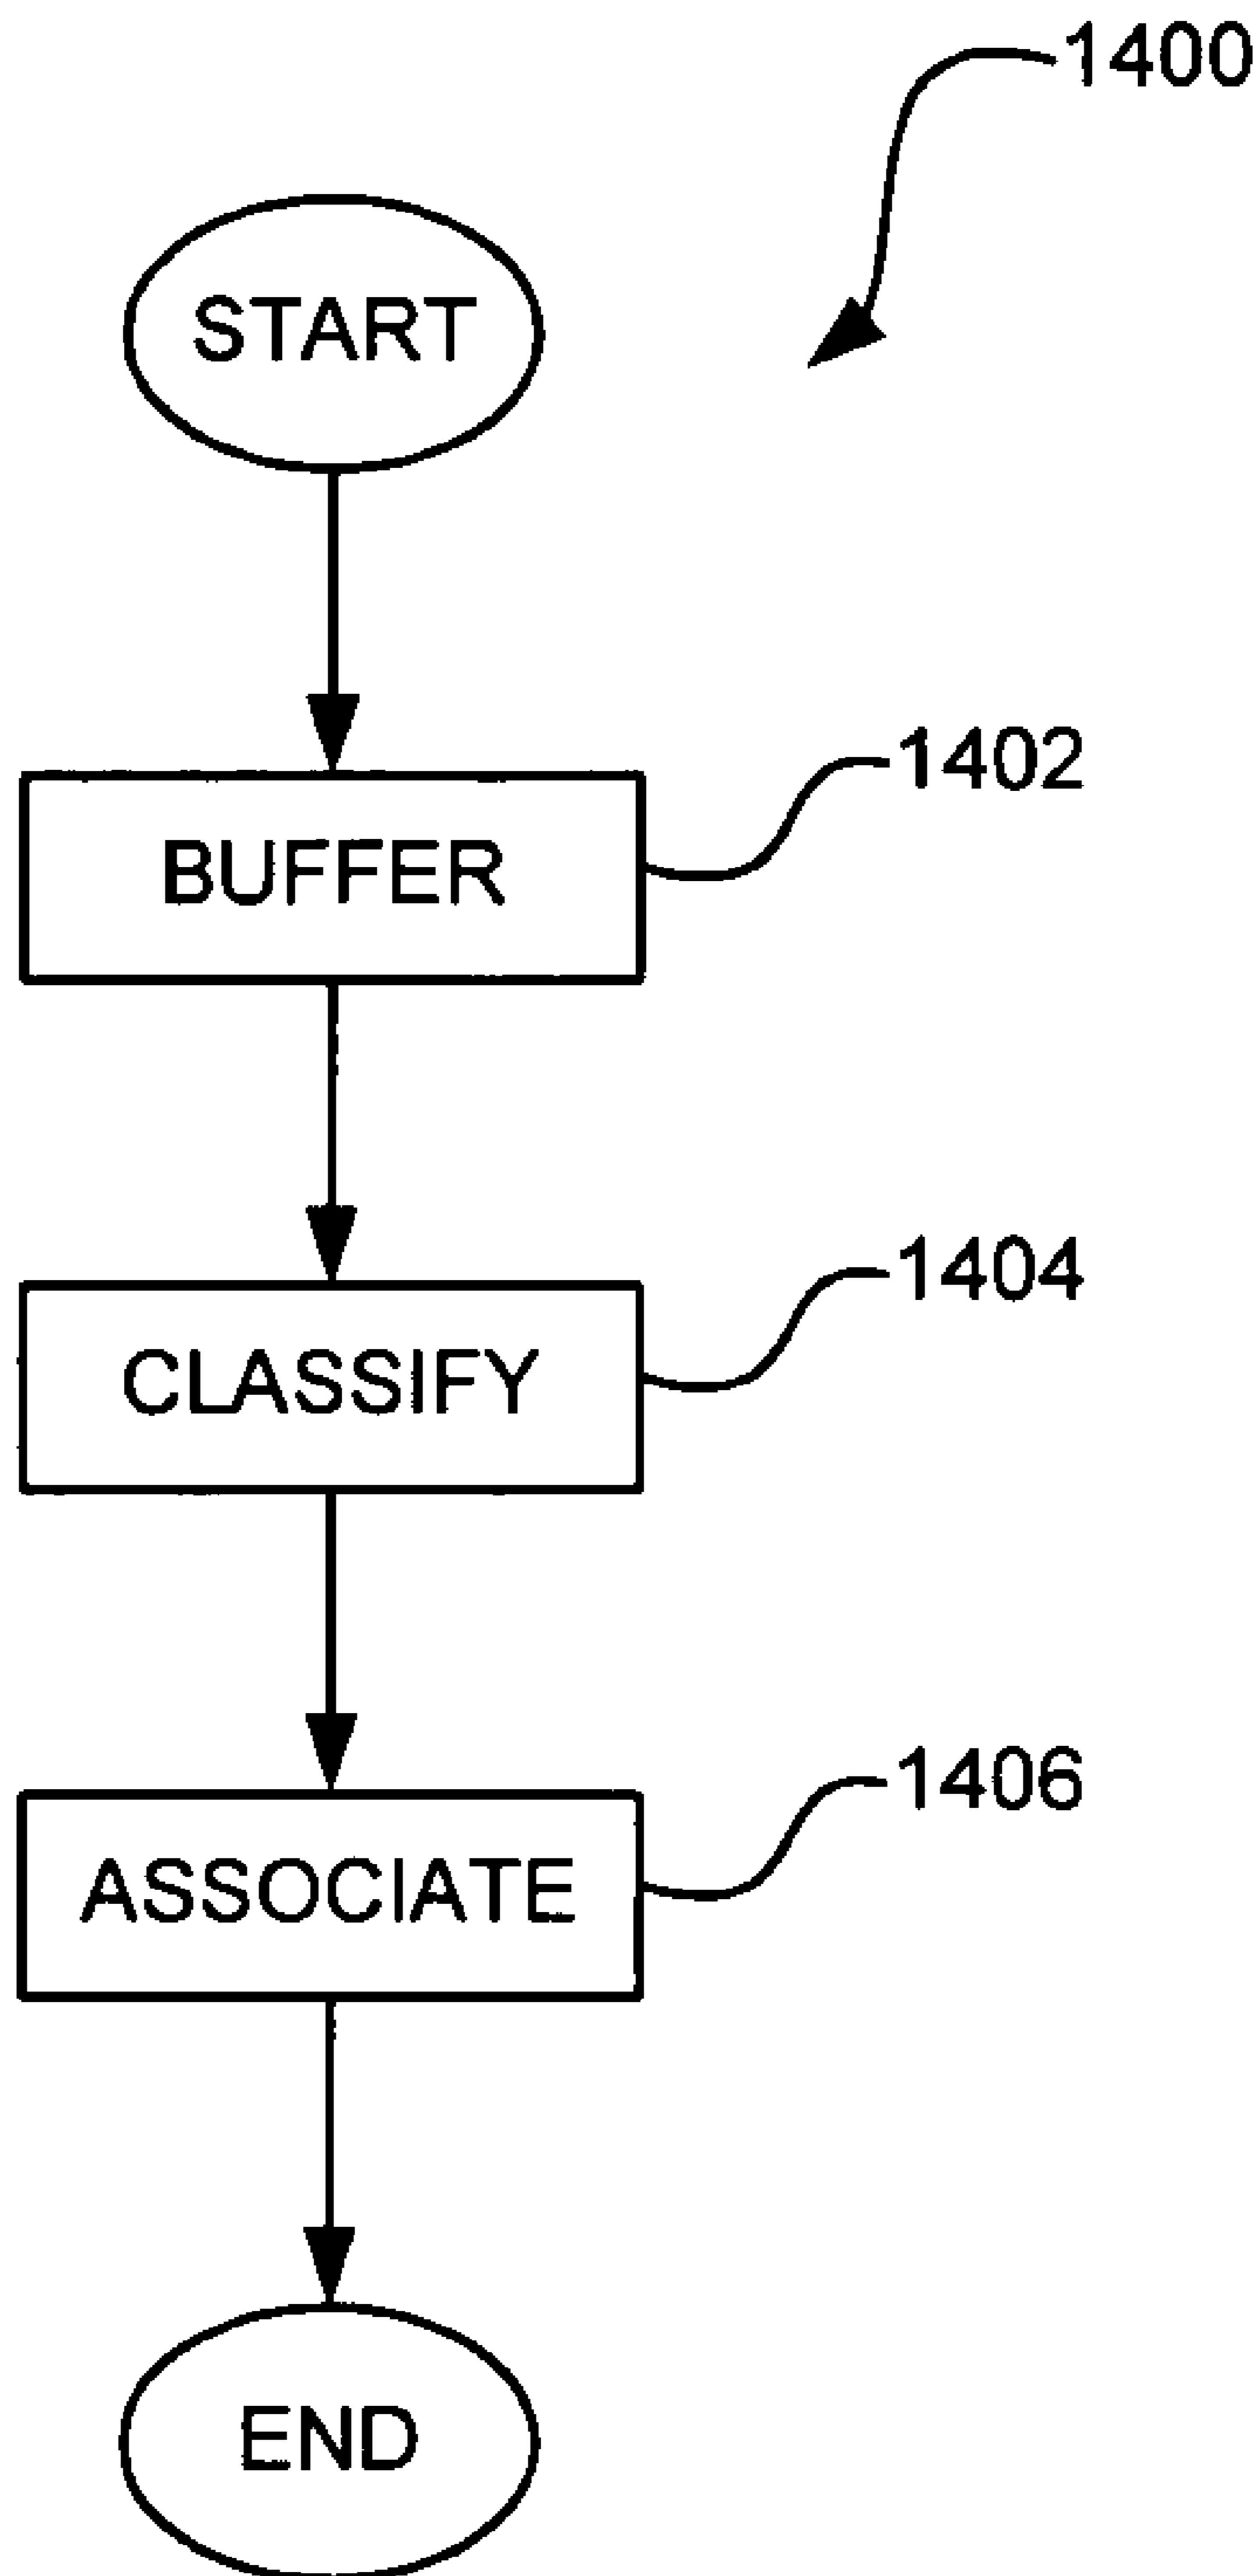 1400
START
1402
BUFFER
1404
CLASSIFY
1406
ASSOCIATE
END